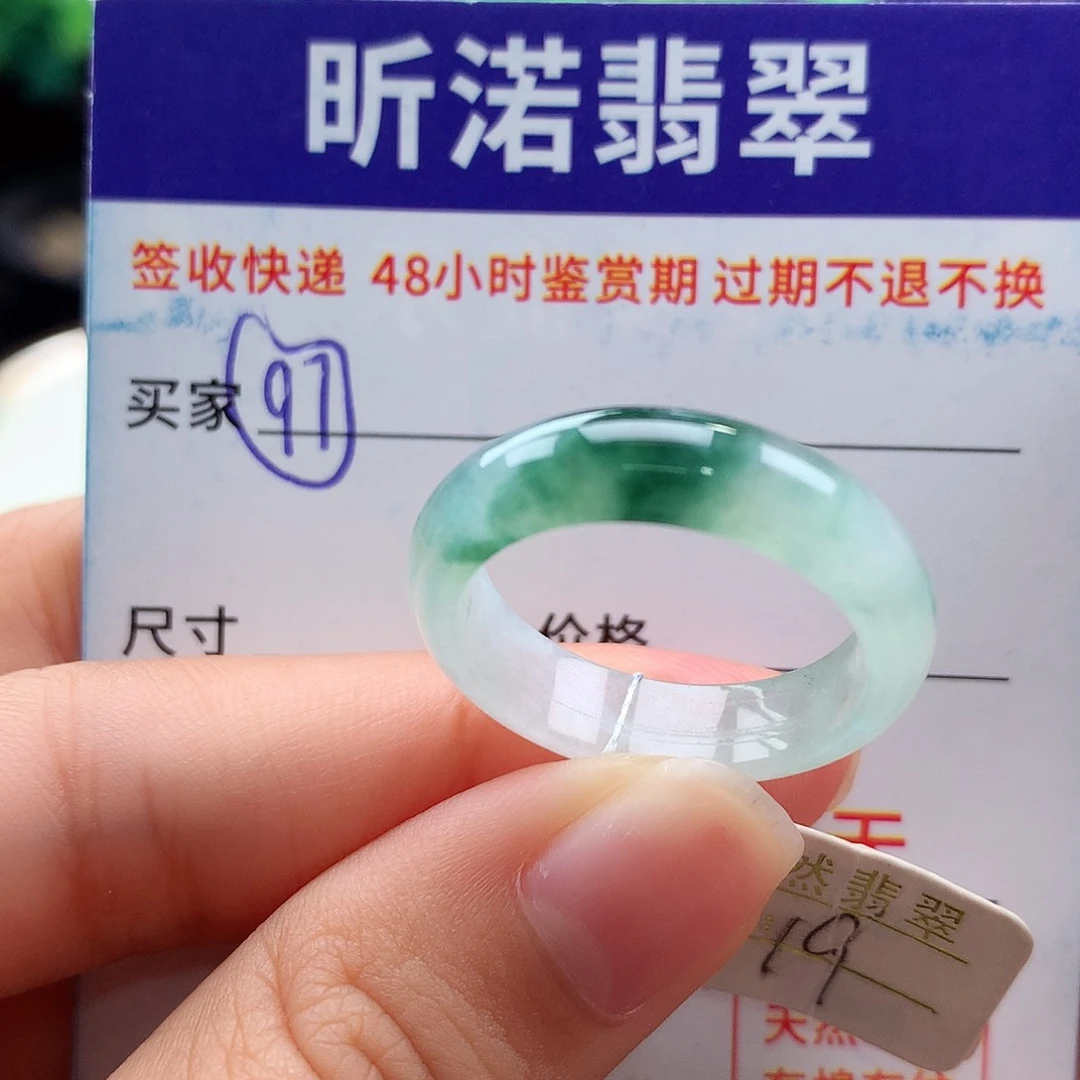 昕渃翡翠
签收快递 48小时鉴赏期 过期不退不换
买家 97
尺寸 价格
然翡翠
19
天然